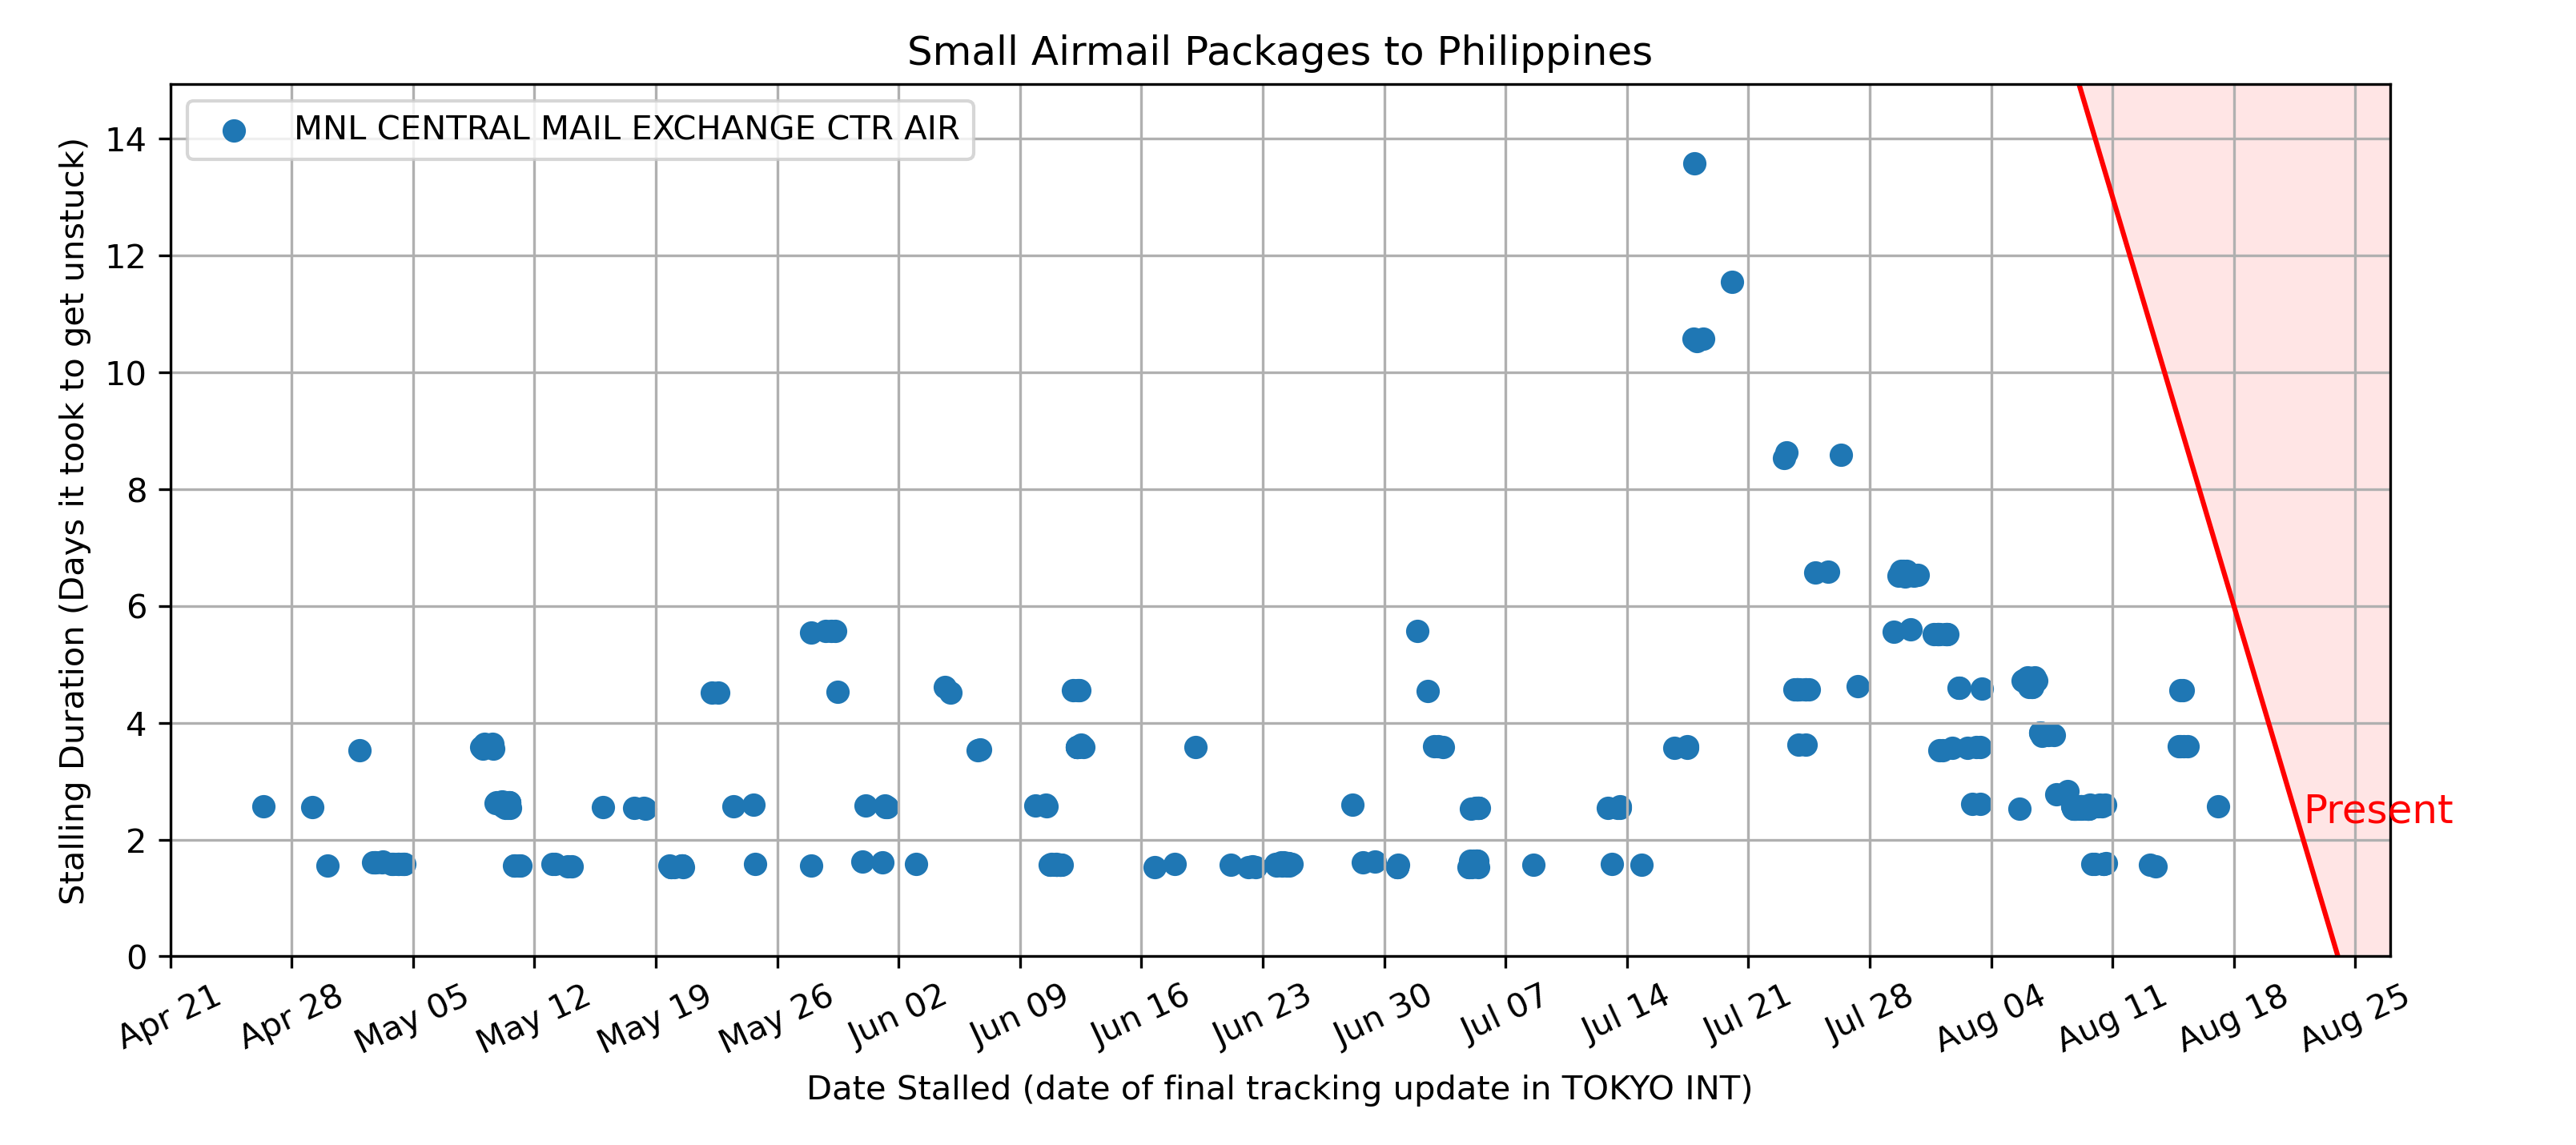 Small Airmail Packages to Philippines
MNL CENTRAL MAIL EXCHANGE CTR AIR
Stalling Duration (Days it took to get unstuck)
14
12
10
8
6
4
2
0
Present
Apr 21 Apr 28 May 05 May 12 May 19 May 26 Jun 02 Jun 09 Jun 16 Jun 23 Jun 30 Jul 07 Jul 14 Jul 21 Jul 28 Aug 04 Aug 11 Aug 18 Aug 25
Date Stalled (date of final tracking update in TOKYO INT)